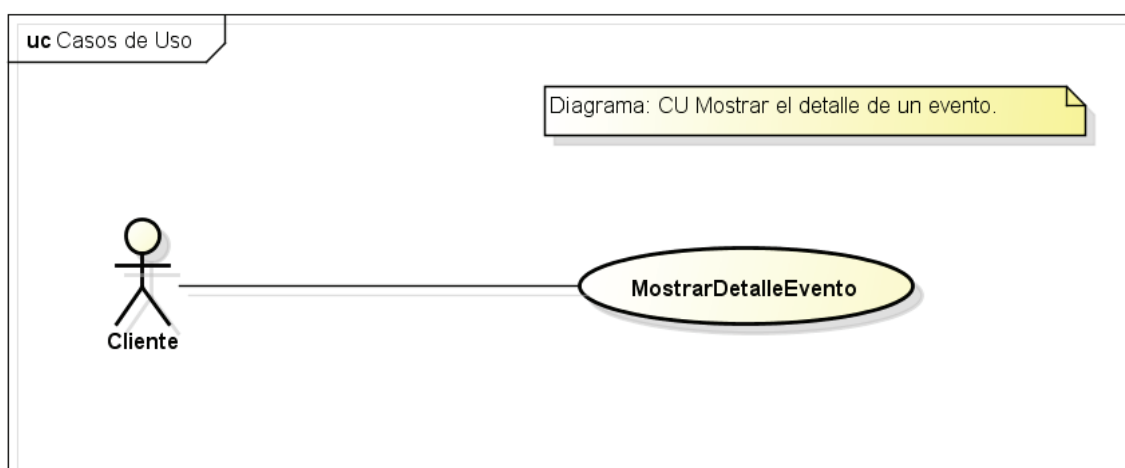 uc Casos de Uso
Diagrama: CU Mostrar el detalle de un evento.
MostrarDetalleEvento
Cliente